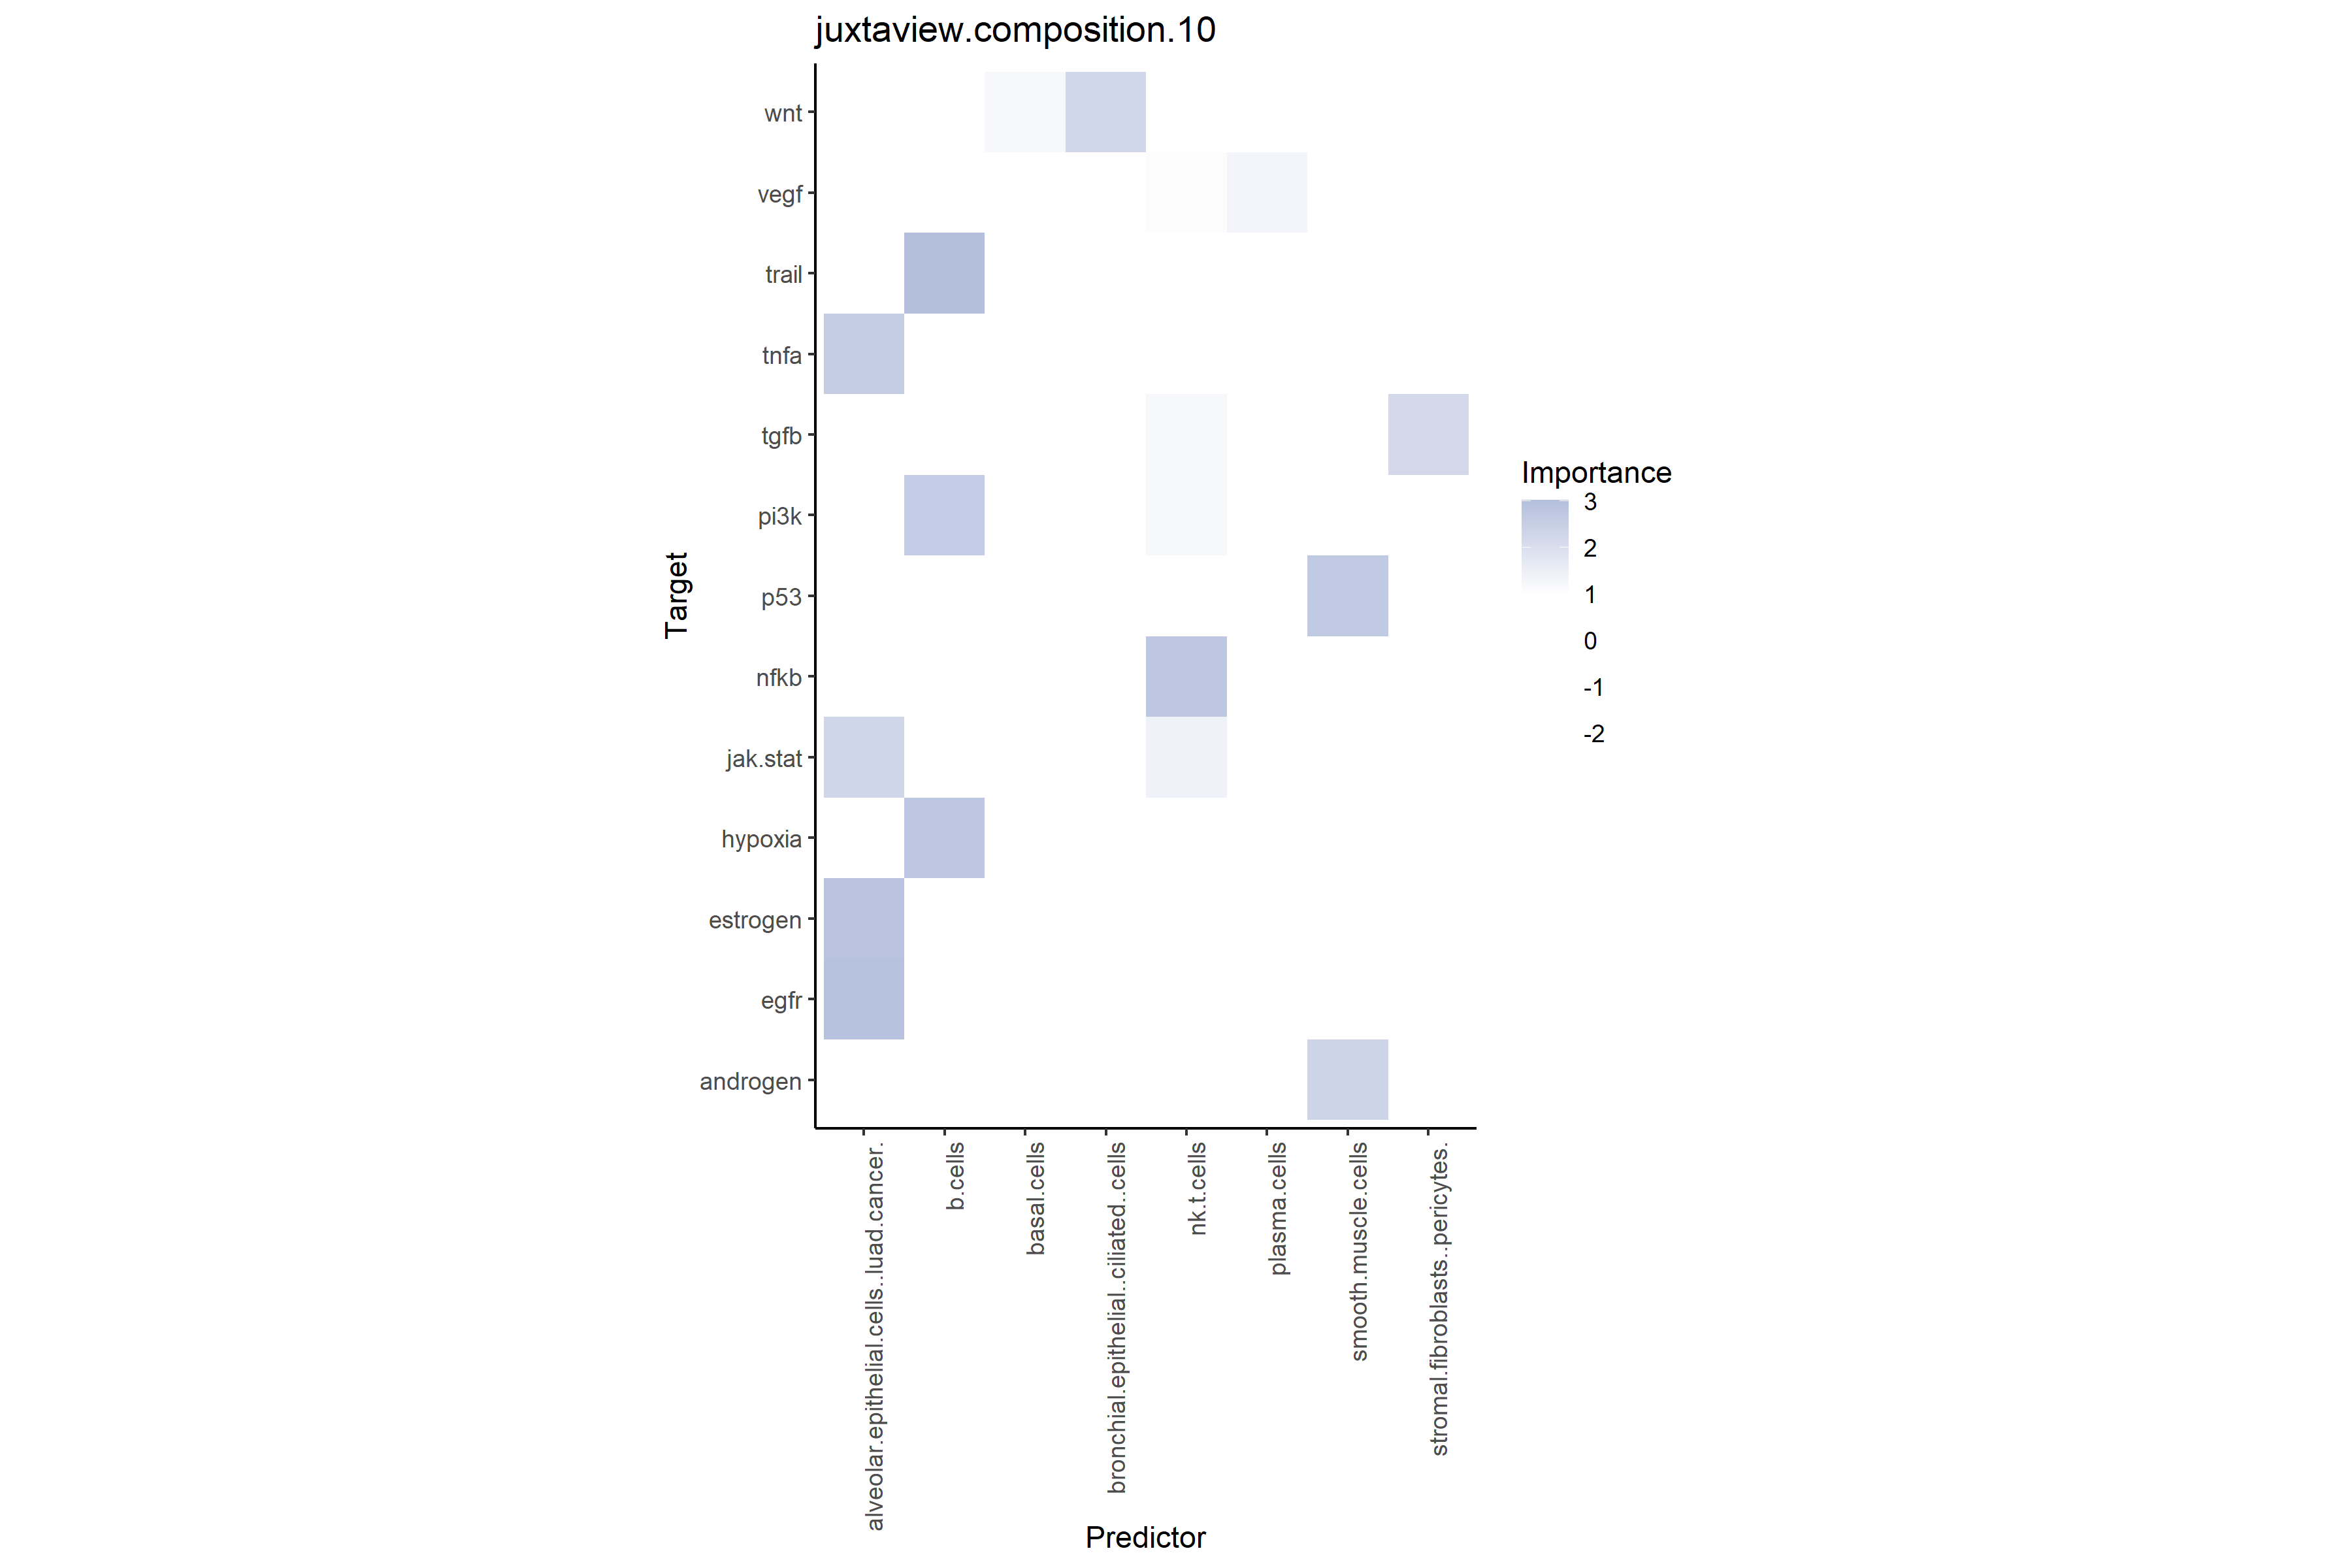 juxtaview.composition.10
wnt
vegf
trail
tnfa
tgfb
pi3k
p53
nfkb
jak.stat
hypoxia
estrogen
egfr
androgen
Target
alveolar.epithelial.cells..luad.cancer.
b.cells
basal.cells
bronchial.epithelial..ciliated..cells
nk.t.cells
plasma.cells
smooth.muscle.cells
stromal.fibroblasts..pericytes.
Predictor
Importance
3
2
1
0
-1
-2